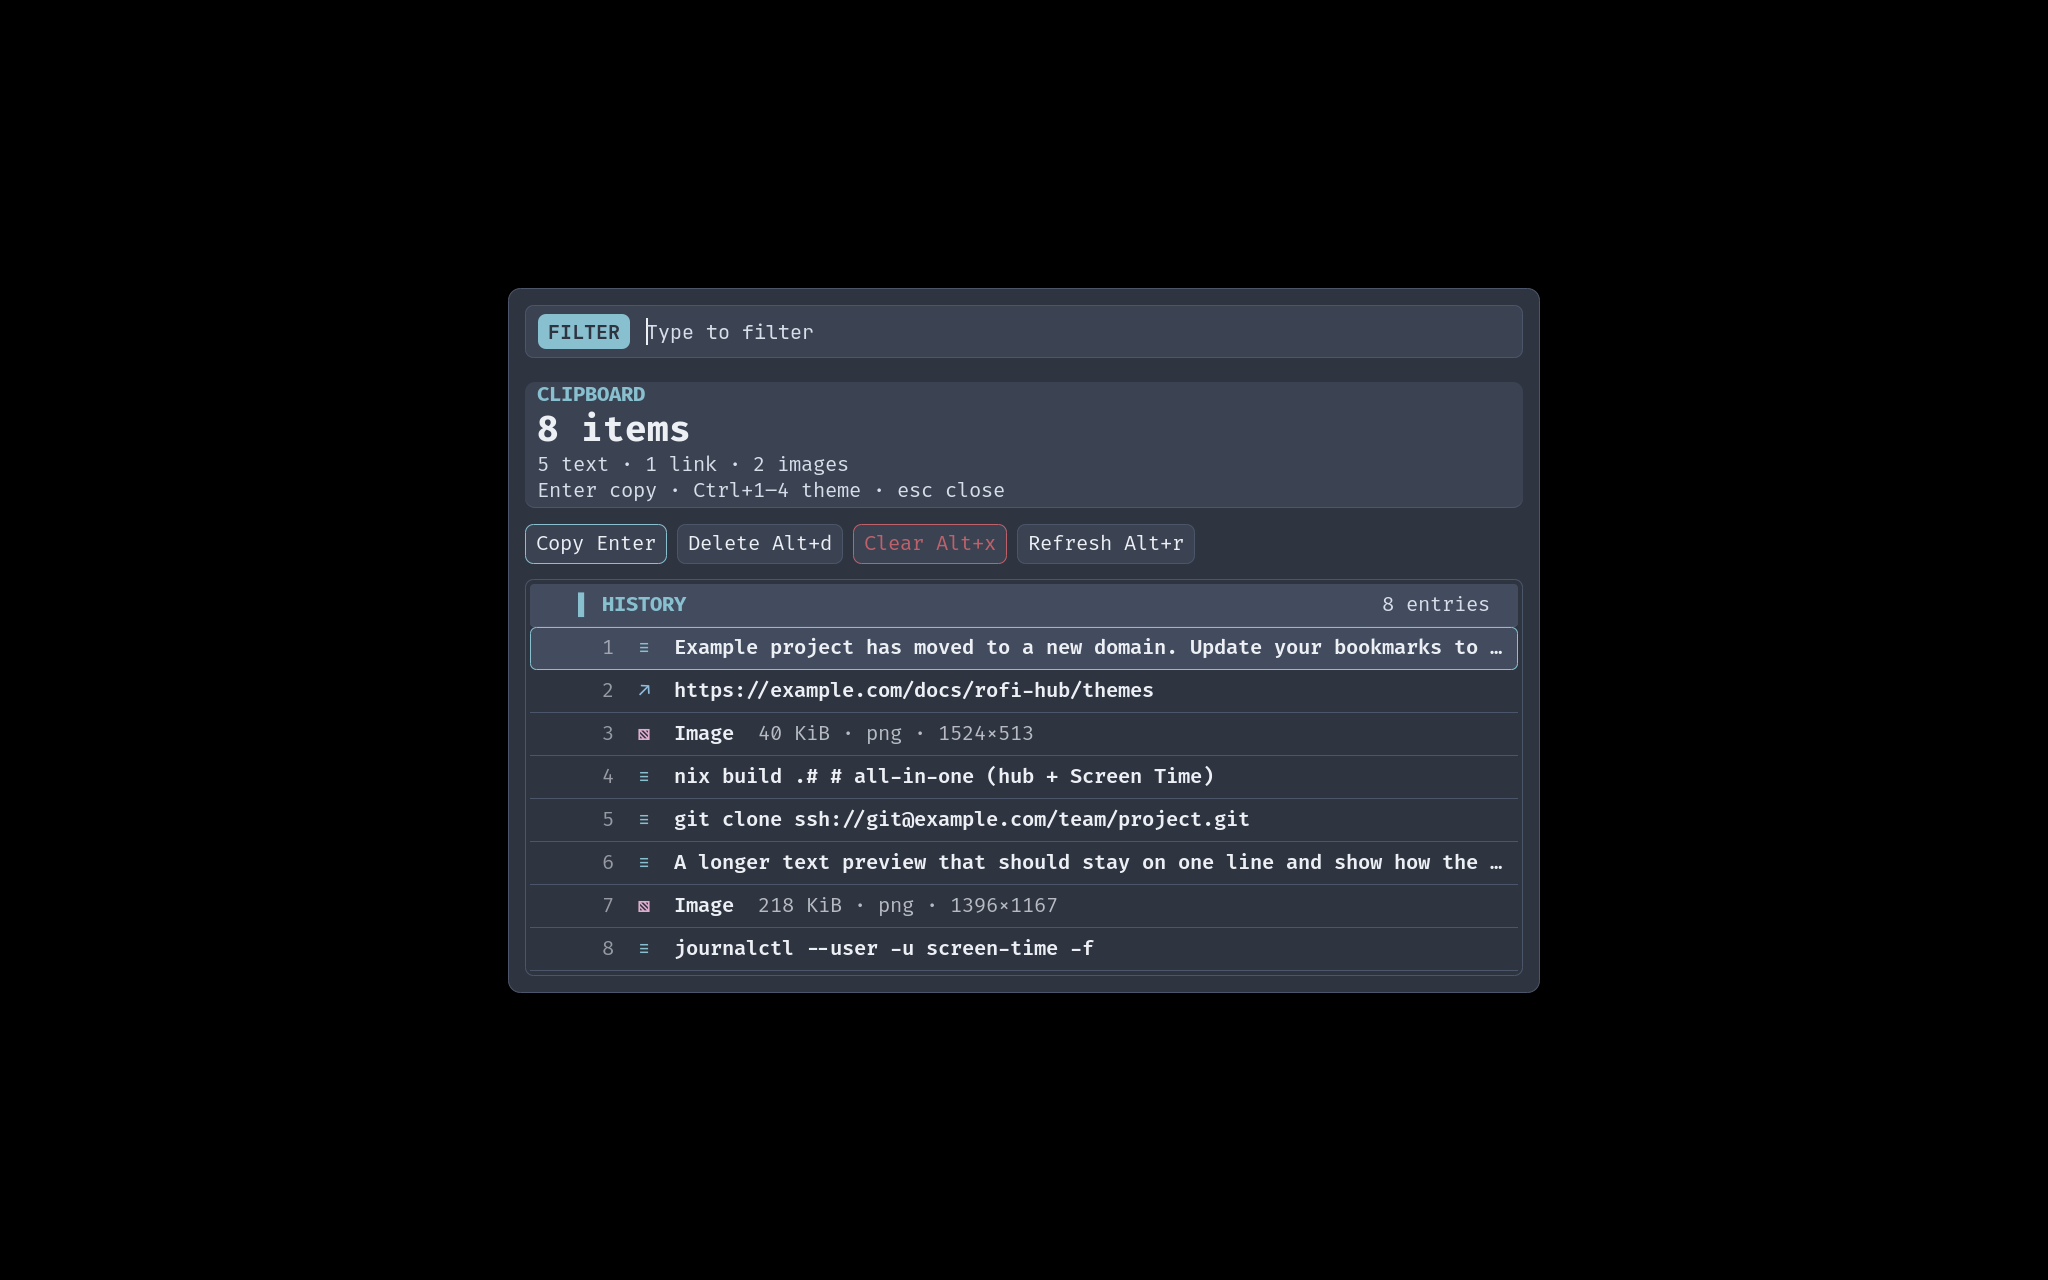 FILTER Type to filter
CLIPBOARD
8 items
5 text · 1 link · 2 images
Enter copy · Ctrl+1–4 theme · esc close
Copy Enter Delete Alt+d Clear Alt+x Refresh Alt+r
HISTORY 8 entries
1 ≡ Example project has moved to a new domain. Update your bookmarks to …
2 ↗ https://example.com/docs/rofi-hub/themes
3 ▧ Image 40 KiB · png · 1524×513
4 ≡ nix build .# # all-in-one (hub + Screen Time)
5 ≡ git clone ssh://git@example.com/team/project.git
6 ≡ A longer text preview that should stay on one line and show how the …
7 ▧ Image 218 KiB · png · 1396×1167
8 ≡ journalctl --user -u screen-time -f